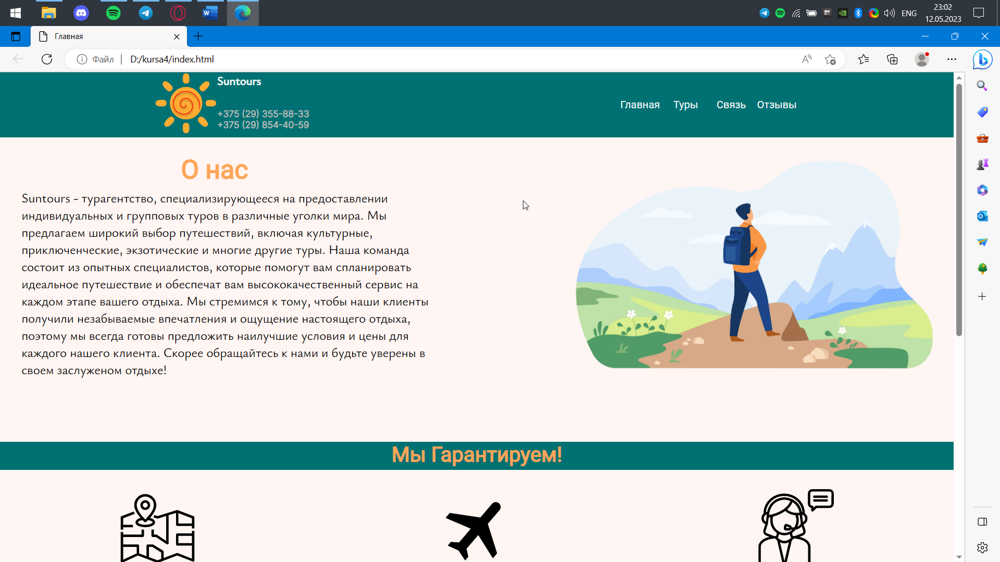 ENG
23:02
12.05.2023
Главная
Файл
D:/kursa4/index.html
Suntours
+375 (29) 355-88-33
+375 (29) 854-40-59
Главная Туры Связь Отзывы
О нас
Suntours - турагентство, специализирующееся на предоставлении
индивидуальных и групповых туров в различные уголки мира. Мы
предлагаем широкий выбор путешествий, включая культурные,
приключенческие, экзотические и многие другие туры. Наша команда
состоит из опытных специалистов, которые помогут вам спланировать
идеальное путешествие и обеспечат вам высококачественный сервис на
каждом этапе вашего отдыха. Мы стремимся к тому, чтобы наши клиенты
получили незабываемые впечатления и ощущение настоящего отдыха,
поэтому мы всегда готовы предложить наилучшие условия и цены для
каждого нашего клиента. Скорее обращайтесь к нами и будьте уверены в
своем заслуженом отдыхе!
Мы Гарантируем!